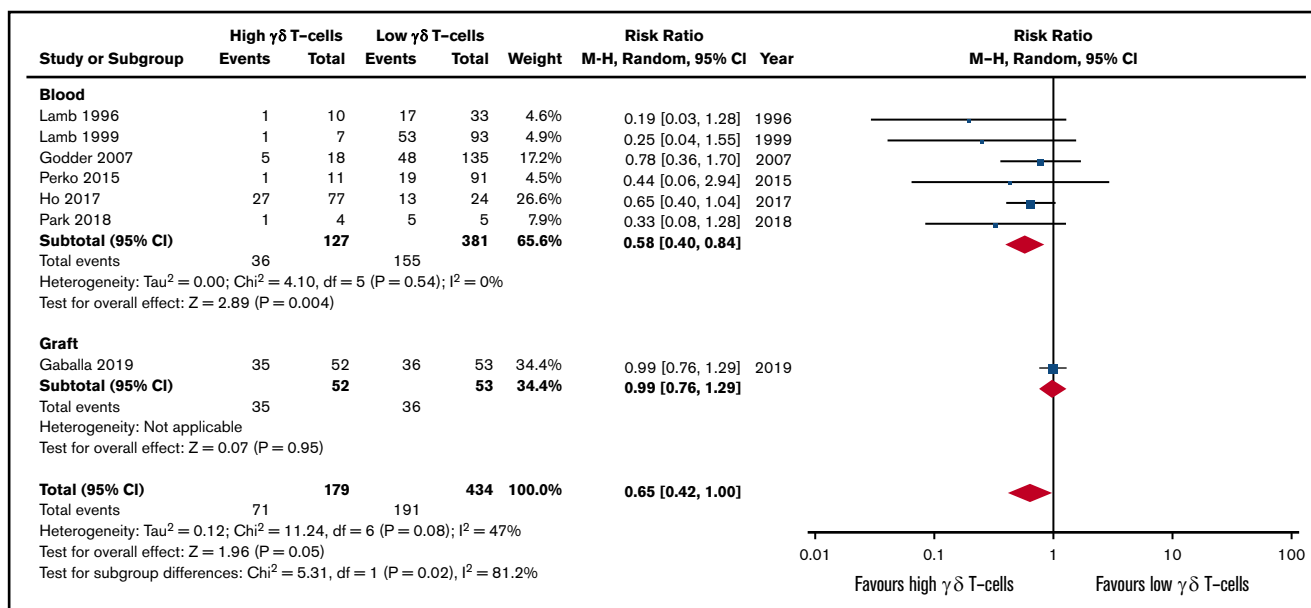 High γδ T-cells Low γδ T-cells Risk Ratio Risk Ratio
Study or Subgroup Events Total Events Total Weight M-H, Random, 95% CI Year M-H, Random, 95% CI
Blood
Lamb 1996 1 10 17 33 4.6% 0.19 [0.03, 1.28] 1996
Lamb 1999 1 7 53 93 4.9% 0.25 [0.04, 1.55] 1999
Godder 2007 5 18 48 135 17.2% 0.78 [0.36, 1.70] 2007
Perko 2015 1 11 19 91 4.5% 0.44 [0.06, 2.94] 2015
Ho 2017 27 77 13 24 26.6% 0.65 [0.40, 1.04] 2017
Park 2018 1 4 5 5 7.9% 0.33 [0.08, 1.28] 2018
Subtotal (95% CI) 127 381 65.6% 0.58 [0.40, 0.84]
Total events 36 155
Heterogeneity: Tau² = 0.00; Chi² = 4.10, df = 5 (P = 0.54); I² = 0%
Test for overall effect: Z = 2.89 (P = 0.004)
Graft
Gaballa 2019 35 52 36 53 34.4% 0.99 [0.76, 1.29] 2019
Subtotal (95% CI) 52 53 34.4% 0.99 [0.76, 1.29]
Total events 35 36
Heterogeneity: Not applicable
Test for overall effect: Z = 0.07 (P = 0.95)
Total (95% CI) 179 434 100.0% 0.65 [0.42, 1.00]
Total events 71 191
Heterogeneity: Tau² = 0.12; Chi² = 11.24, df = 6 (P = 0.08); I² = 47%
Test for overall effect: Z = 1.96 (P = 0.05)
Test for subgroup differences: Chi² = 5.31, df = 1 (P = 0.02), I² = 81.2%
0.01 0.1 1 10 100
Favours high γδ T-cells Favours low γδ T-cells